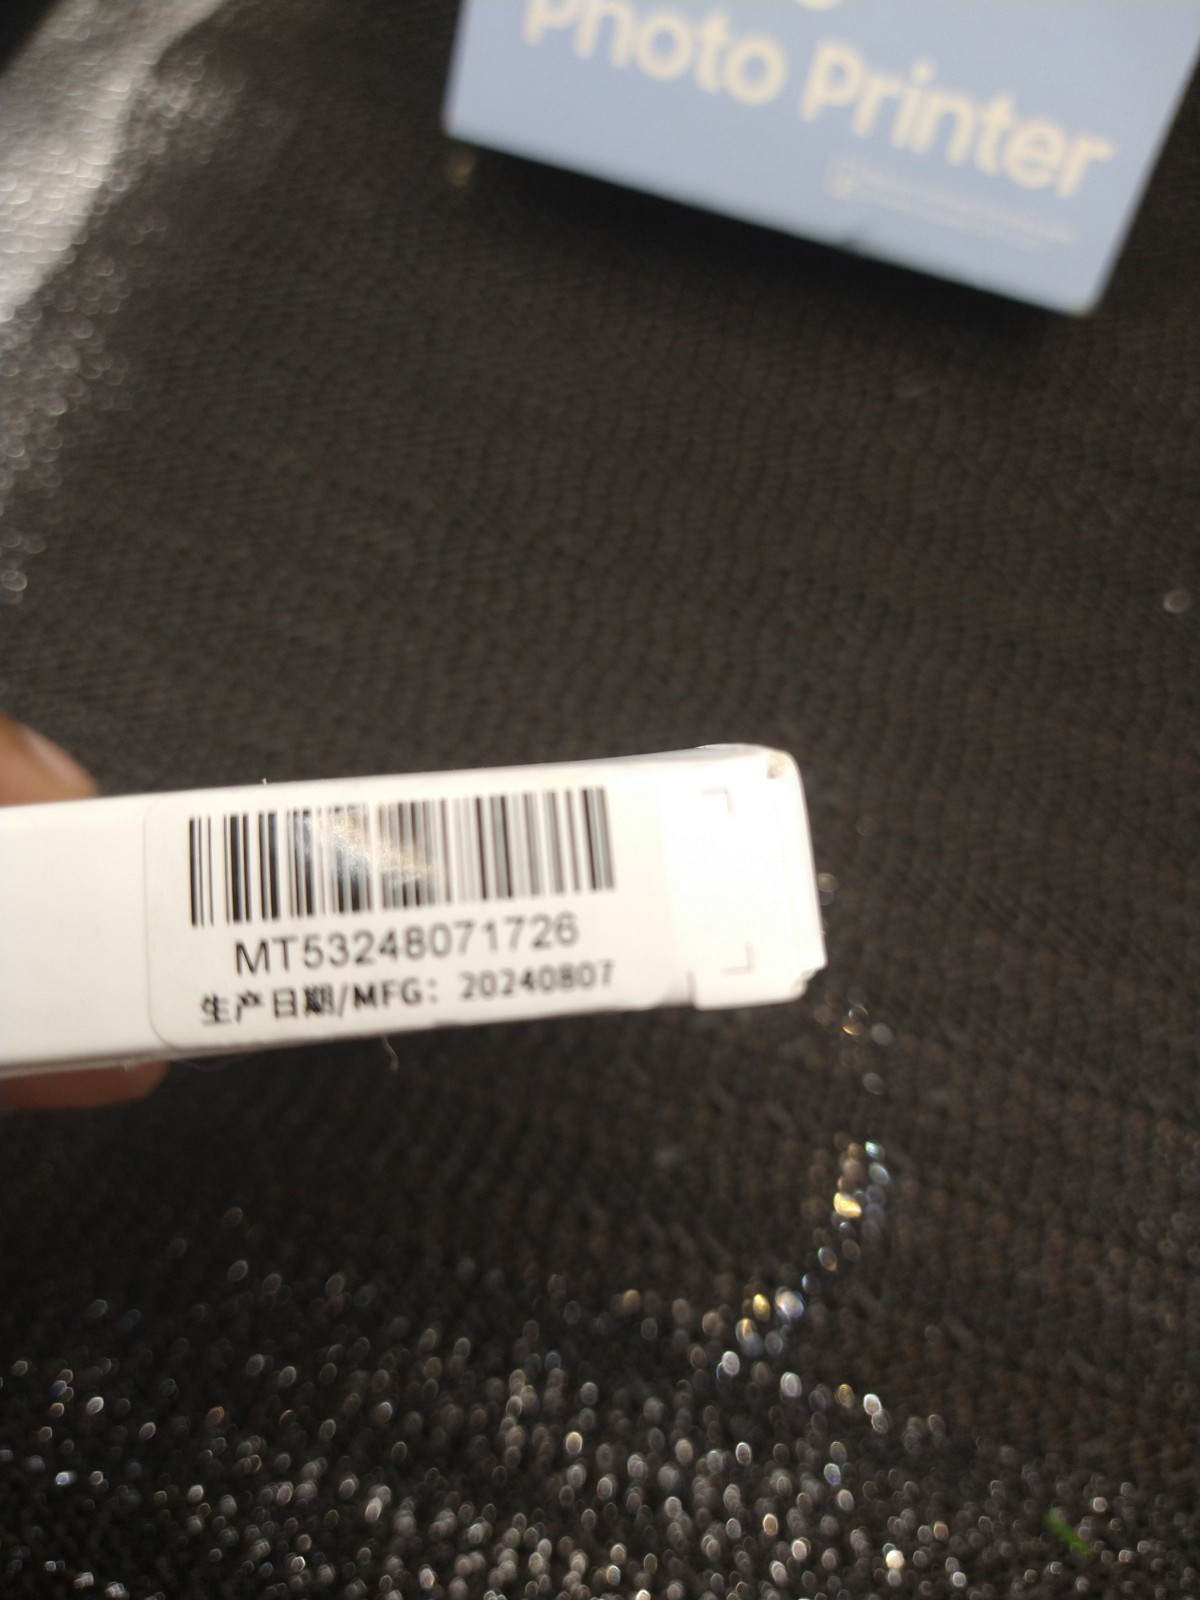 Photo Printer
MT53248071726
生产日期/MFG: 20240807